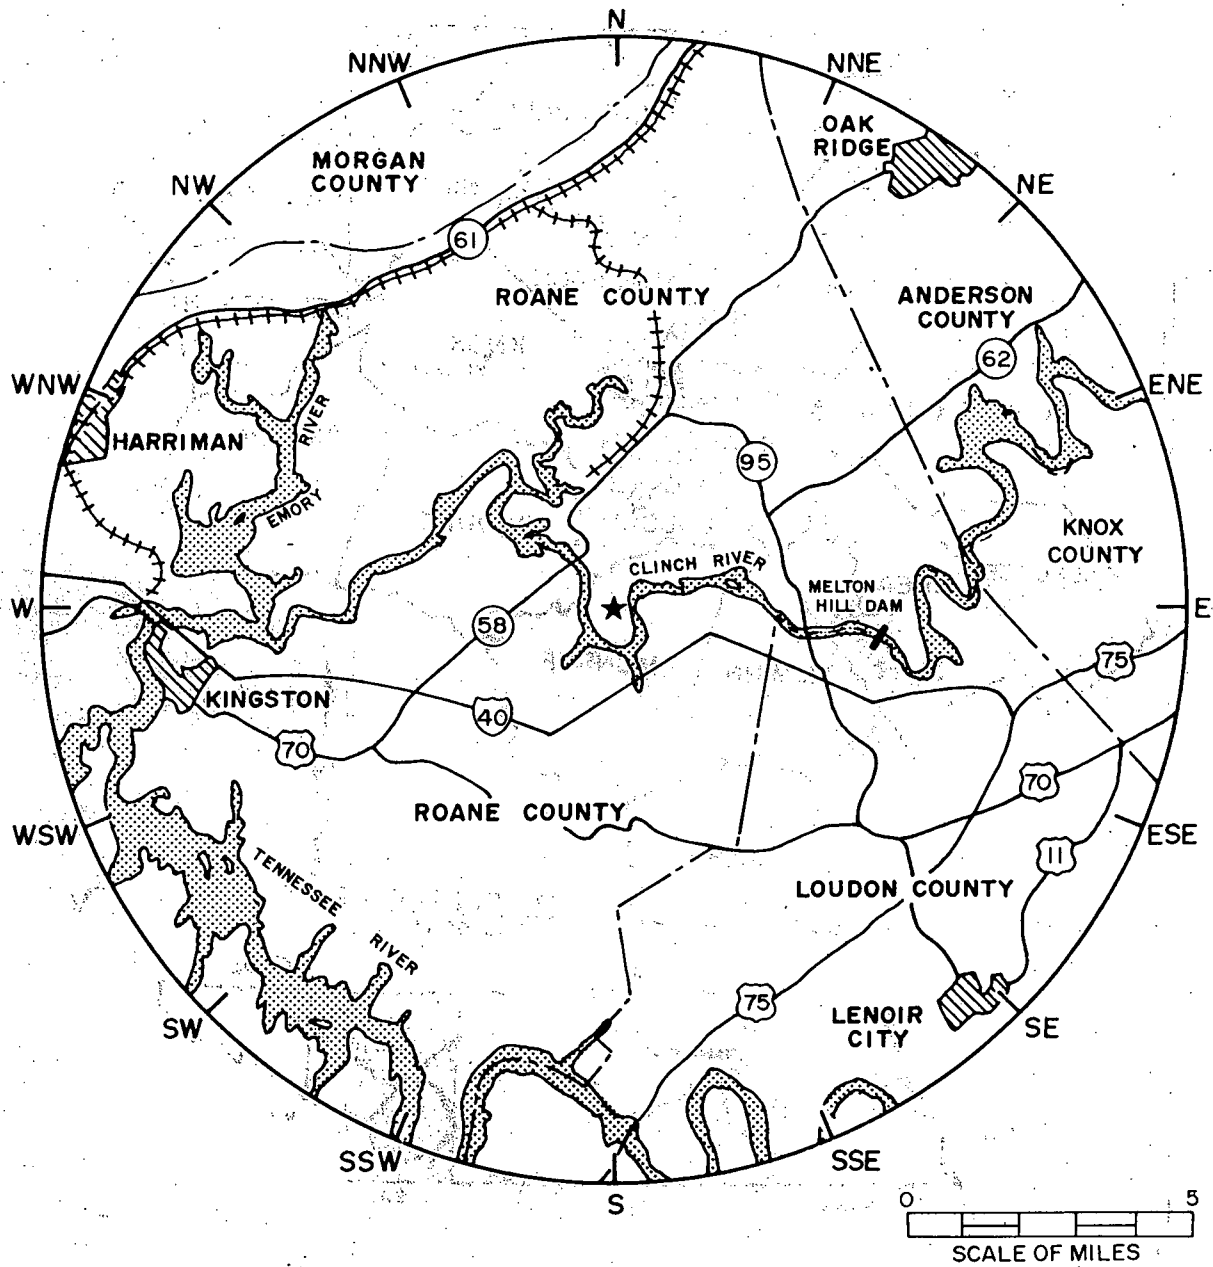 N
NNW
NNE
OAK
RIDGE
MORGAN
COUNTY
NW
NE
61
ROANE COUNTY
ANDERSON
COUNTY
62
WNW
ENE
HARRIMAN
RIVER
EMORY
95
KNOX
COUNTY
CLINCH RIVER
MELTON
HILL DAM
W
E
58
75
KINGSTON
40
70
70
ROANE COUNTY
WSW
ESE
11
TENNESSEE
RIVER
LOUDON COUNTY
75
LENOIR
CITY
SW
SE
SSW
SSE
S
0 5
SCALE OF MILES